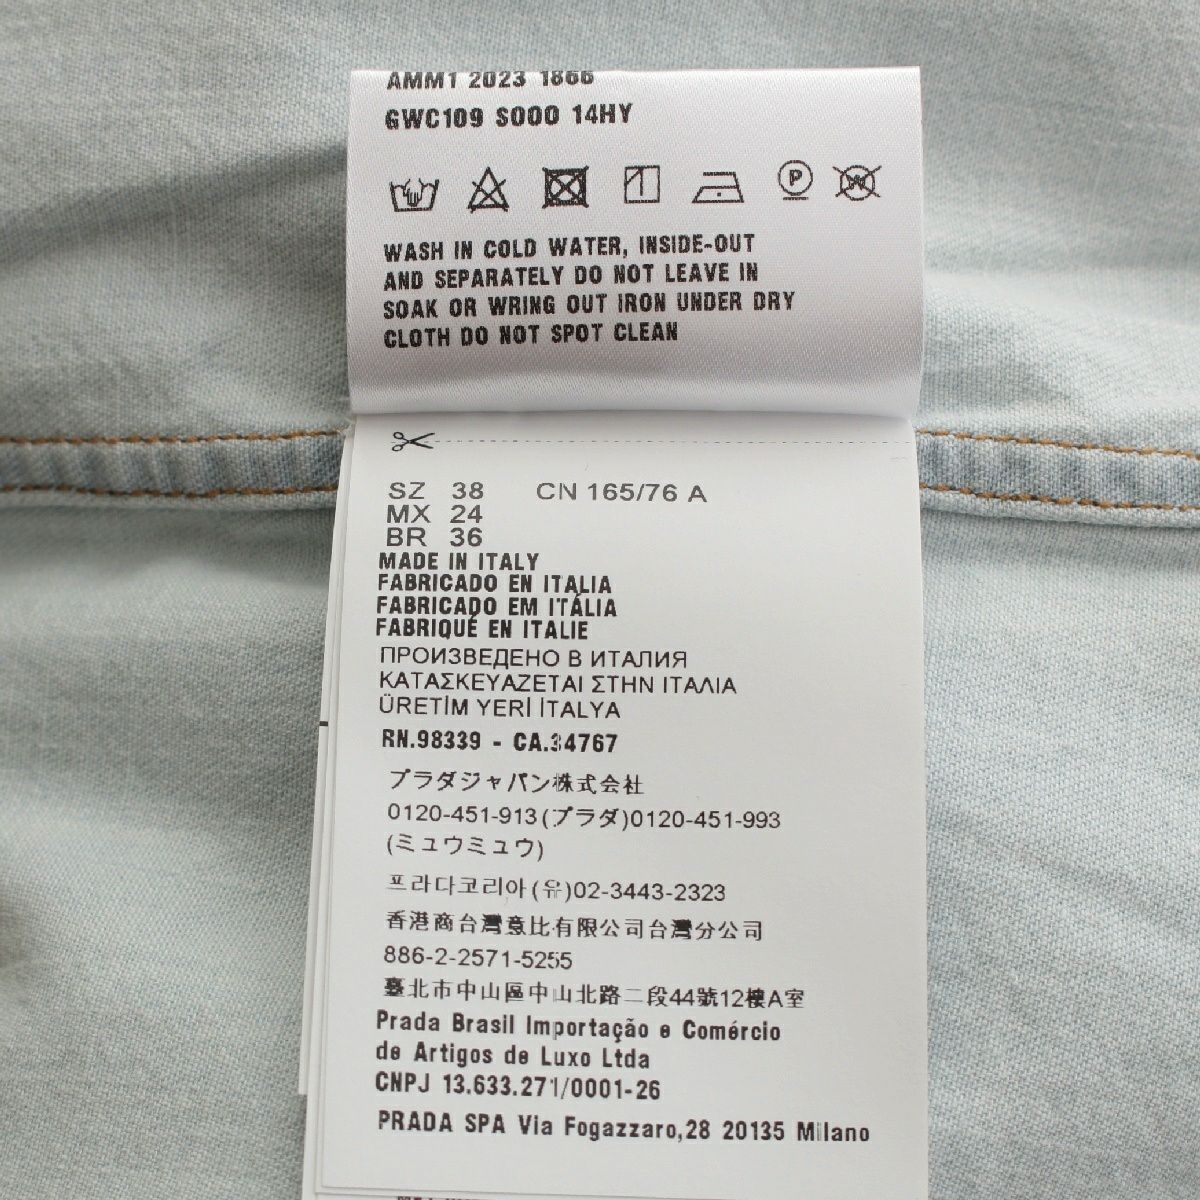 AMM1 2023 1866
GWC109 S000 14HY
P
W
WASH IN COLD WATER, INSIDE-OUT
AND SEPARATELY DO NOT LEAVE IN
SOAK OR WRING OUT IRON UNDER DRY
CLOTH DO NOT SPOT CLEAN
SZ 38 CN 165/76 A
MX 24
BR 36
MADE IN ITALY
FABRICADO EN ITALIA
FABRICADO EM ITÁLIA
FABRIQUÉ EN ITALIE
ПРОИЗВЕДЕНО В ИТАЛИЯ
ΚΑΤΑΣΚΕΥΑΖΕΤΑΙ ΣΤΗΝ ΙΤΑΛΙΑ
ÜRETİM YERİ İTALYA
RN.98339 - CA.34767
プラダジャパン株式会社
0120-451-913(プラダ)0120-451-993
(ミュウミュウ)
프라다코리아(유)02-3443-2323
香港商台灣意比有限公司台灣分公司
886-2-2571-5255
臺北市中山區中山北路二段44號12樓A室
Prada Brasil Importação e Comércio
de Artigos de Luxo Ltda
CNPJ 13.633.271/0001-26
PRADA SPA Via Fogazzaro,28 20135 Milano